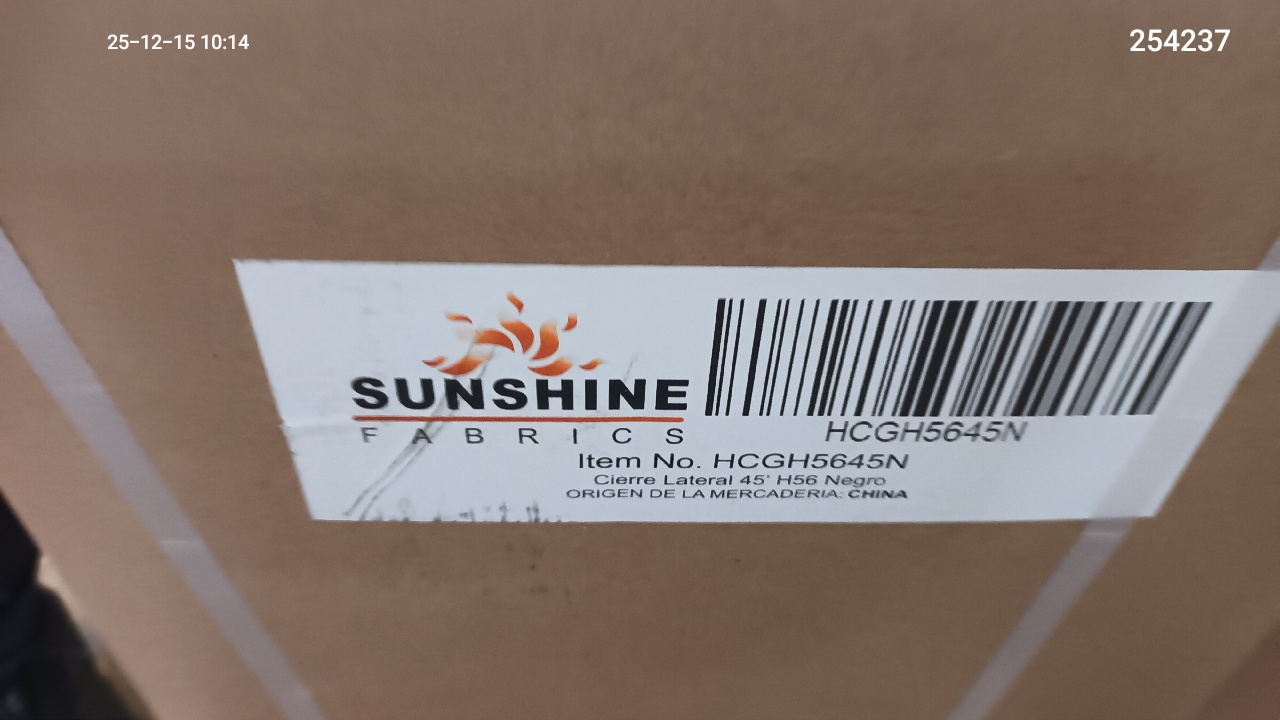 25-12-15 10:14
254237
SUNSHINE
FABRICS
HCGH5645N
Item No. HCGH5645N
Cierre Lateral 45' H56 Negro
ORIGEN DE LA MERCADERIA: CHINA